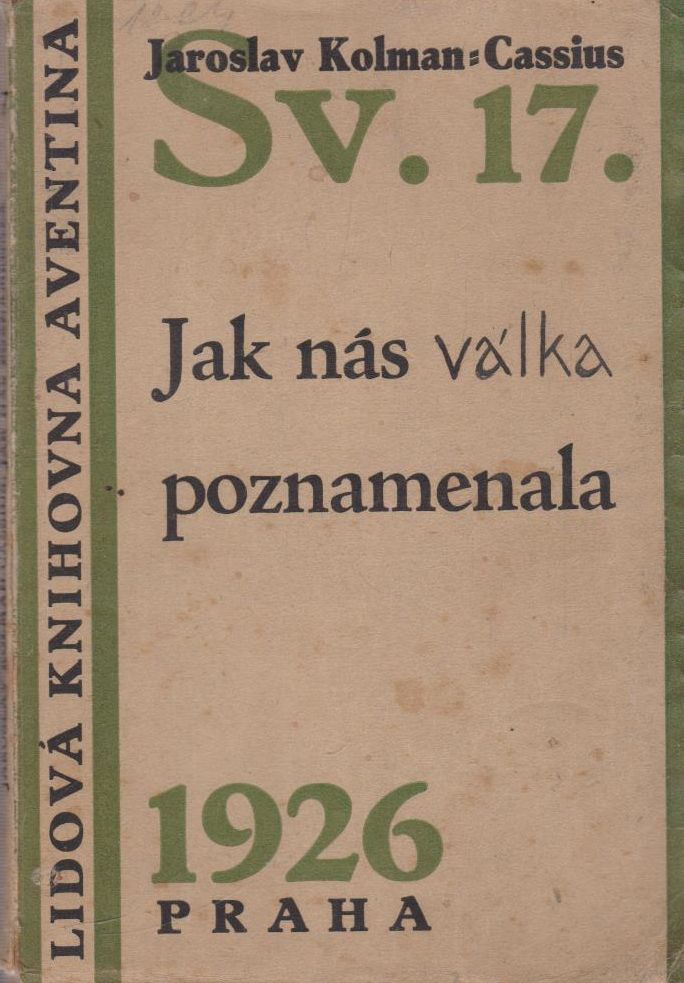 Jaroslav Kolman=Cassius
Sv. 17.
Jak nás válka
poznamenala
1926
PRAHA
LIDOVÁ KNIHOVNA AVENTINA